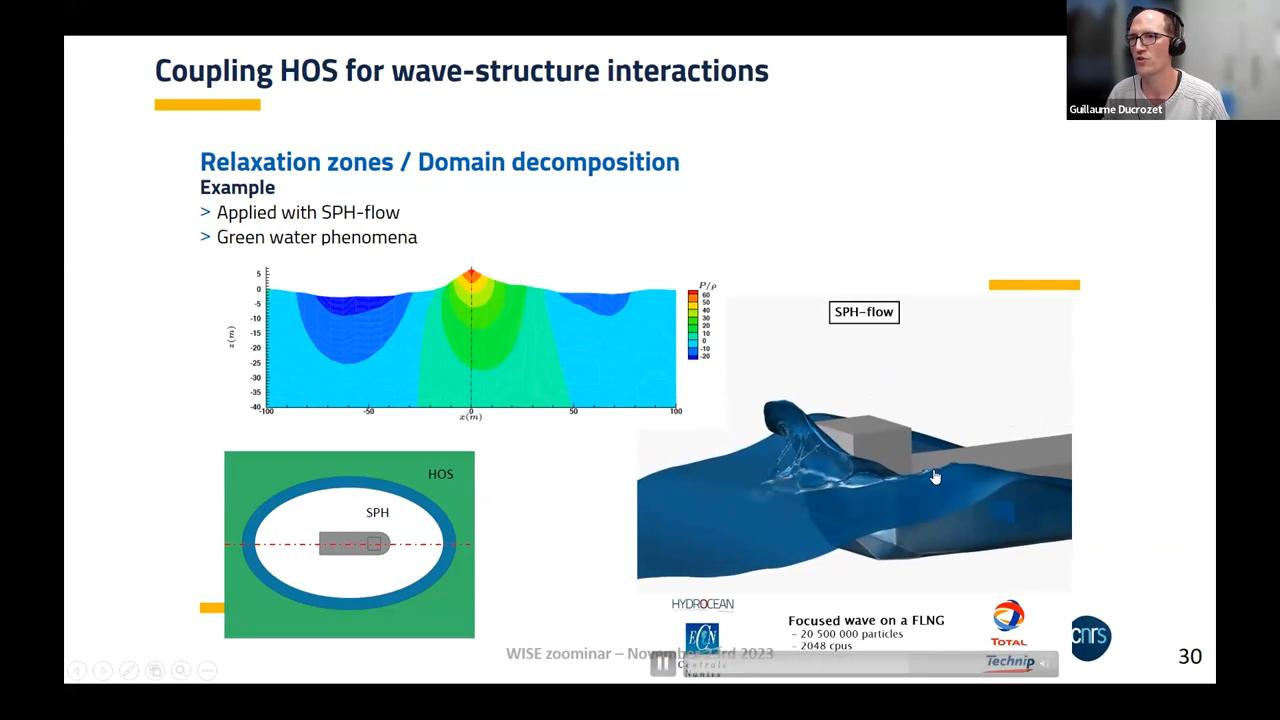 Coupling HOS for wave-structure interactions
Guillaume Ducrozet
Relaxation zones / Domain decomposition
Example
> Applied with SPH-flow
> Green water phenomena
5
0
-5
-10
-15
-20
-25
-30
-35
-40
z(m)
-100
-50
0
50
100
x(m)
P/ρ
60
50
40
30
20
10
0
-10
-20
SPH-flow
HOS
SPH
HYDROCEAN
ECN
Centrale
Nantes
Focused wave on a FLNG
– 20 500 000 particles
– 2048 cpus
TOTAL
Technip
cnrs
WISE zoominar – November 23rd 2023
30